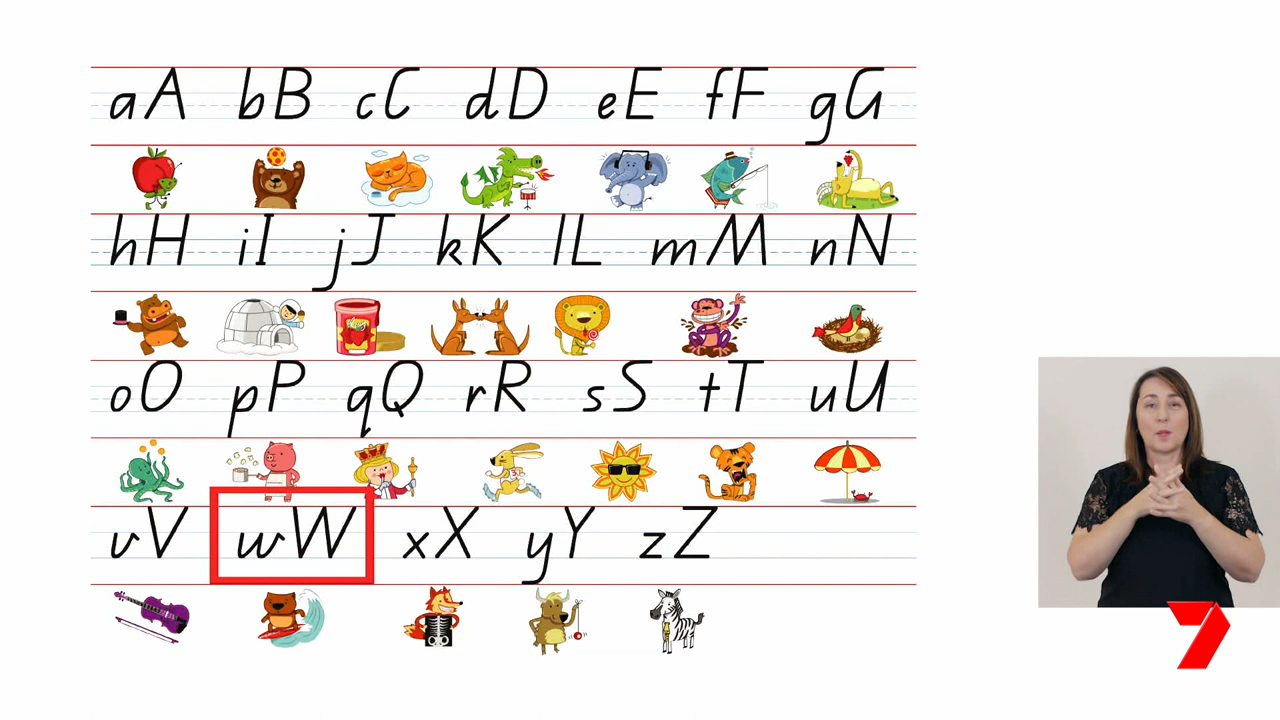 aA bB cC dD eE fF gG
hH iI jJ kK lL mM nN
oO pP qQ rR sS tT uU
vV wW xX yY zZ
7